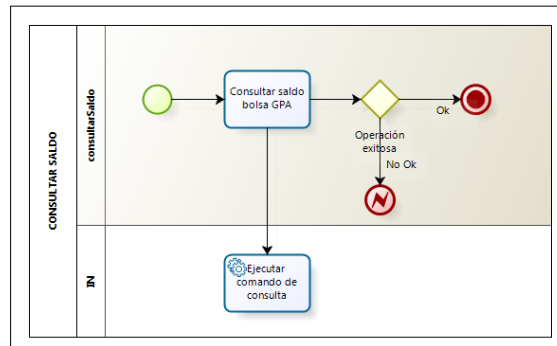 CONSULTAR SALDO
consultarSaldo
Consultar saldo
bolsa GPA
Operación
exitosa
Ok
No Ok
IN
Ejecutar
comando de
consulta